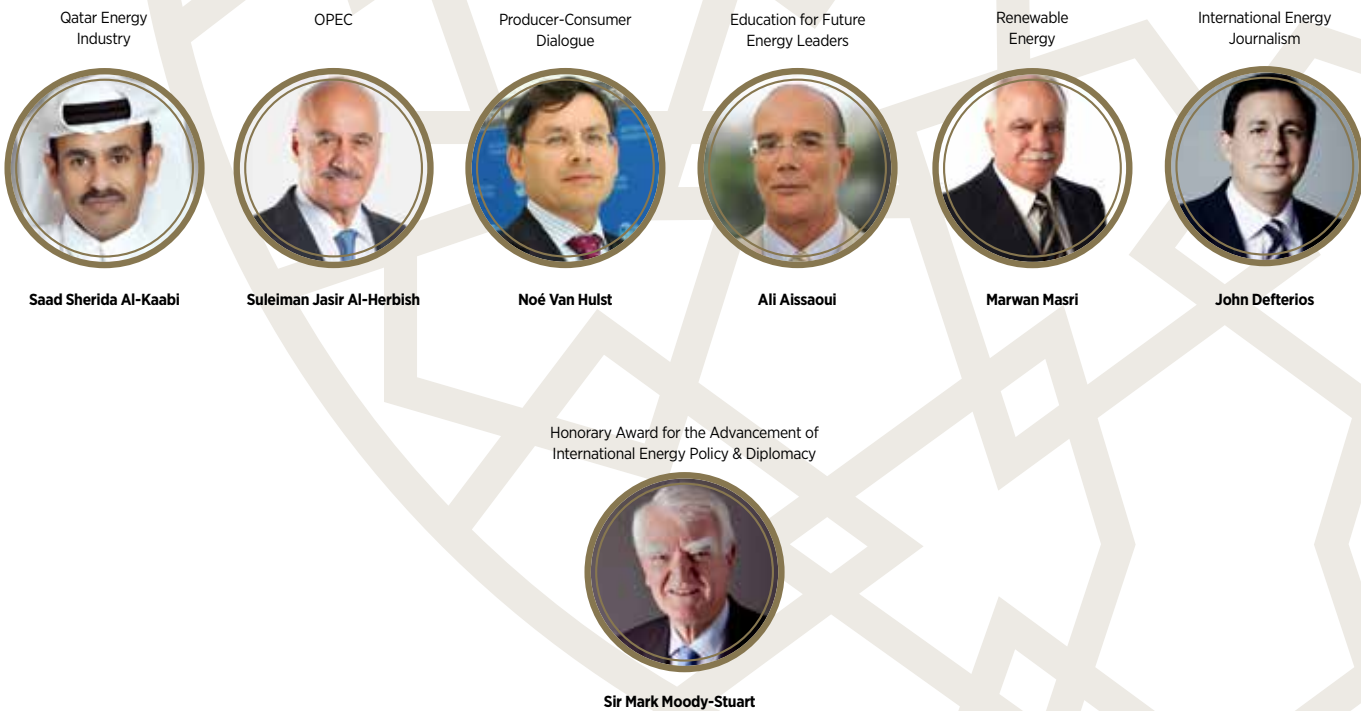 Qatar Energy
Industry
OPEC
Producer-Consumer
Dialogue
Education for Future
Energy Leaders
Renewable
Energy
International Energy
Journalism
Saad Sherida Al-Kaabi
Suleiman Jasir Al-Herbish
Noé Van Hulst
Ali Aissaoui
Marwan Masri
John Defterios
Honorary Award for the Advancement of
International Energy Policy & Diplomacy
Sir Mark Moody-Stuart